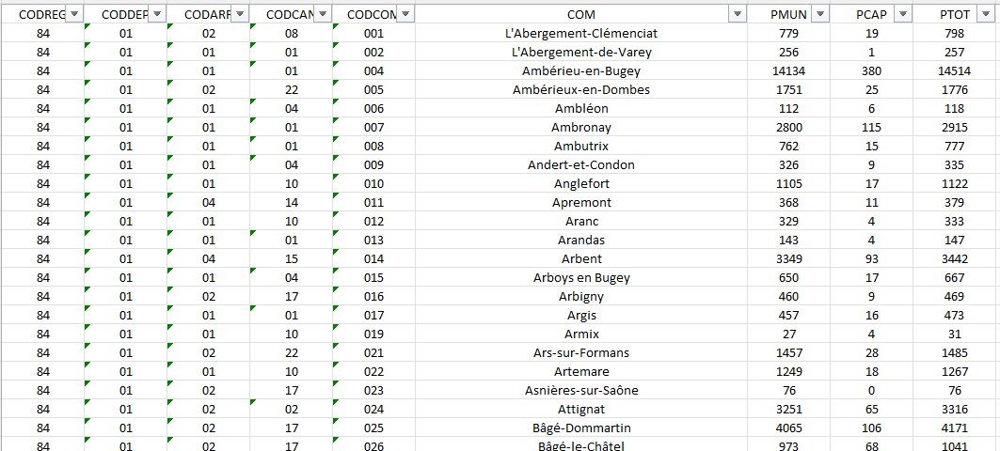 CODREG CODDEP CODARR CODCAN CODCOM COM PMUN PCAP PTOT
84 01 02 08 001 L'Abergement-Clémenciat 779 19 798
84 01 01 01 002 L'Abergement-de-Varey 256 1 257
84 01 01 01 004 Ambérieu-en-Bugey 14134 380 14514
84 01 02 22 005 Ambérieux-en-Dombes 1751 25 1776
84 01 01 04 006 Ambléon 112 6 118
84 01 01 01 007 Ambronay 2800 115 2915
84 01 01 01 008 Ambutrix 762 15 777
84 01 01 04 009 Andert-et-Condon 326 9 335
84 01 01 10 010 Anglefort 1105 17 1122
84 01 04 14 011 Apremont 368 11 379
84 01 01 10 012 Aranc 329 4 333
84 01 01 01 013 Arandas 143 4 147
84 01 04 15 014 Arbent 3349 93 3442
84 01 01 04 015 Arboys en Bugey 650 17 667
84 01 02 17 016 Arbigny 460 9 469
84 01 01 01 017 Argis 457 16 473
84 01 01 10 019 Armix 27 4 31
84 01 02 22 021 Ars-sur-Formans 1457 28 1485
84 01 01 10 022 Artemare 1249 18 1267
84 01 02 17 023 Asnières-sur-Saône 76 0 76
84 01 02 02 024 Attignat 3251 65 3316
84 01 02 17 025 Bâgé-Dommartin 4065 106 4171
84 01 02 17 026 Bâgé-le-Châtel 973 68 1041